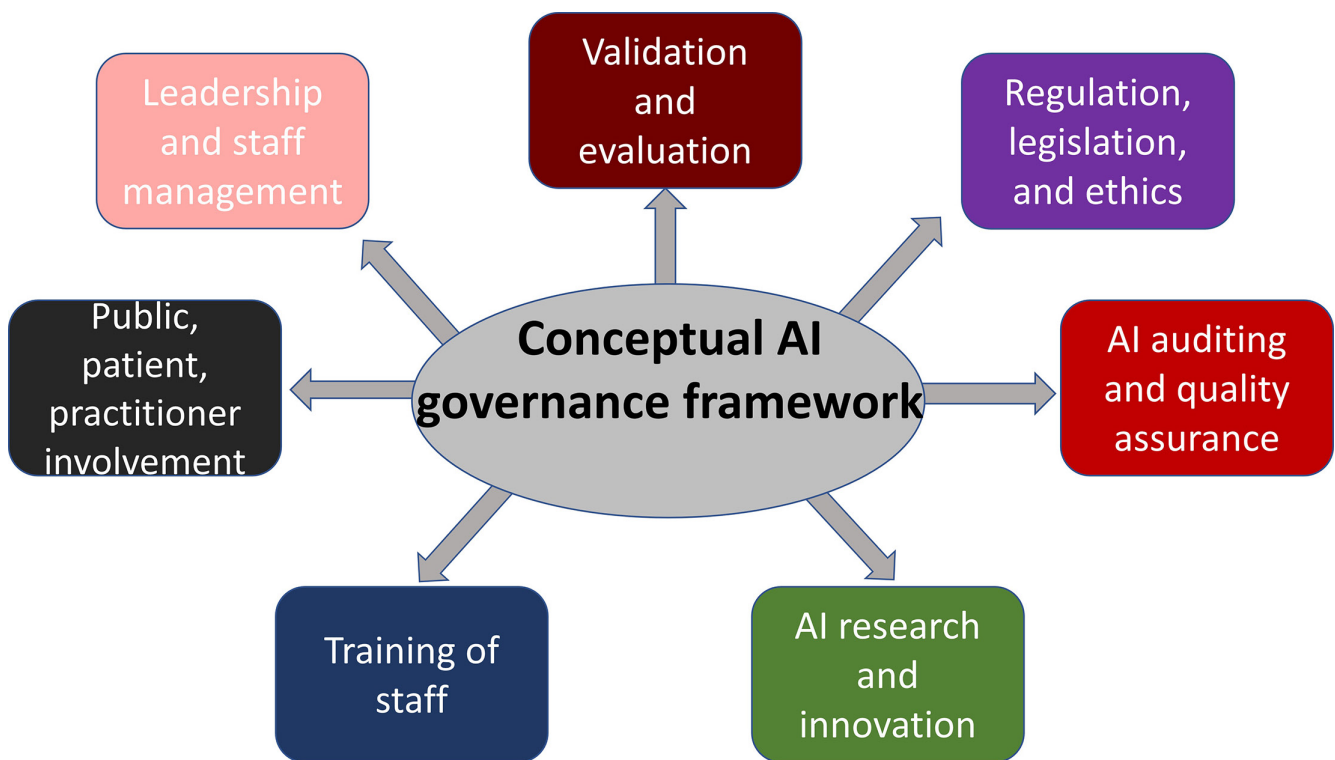 Leadership
and staff
management
Validation
and
evaluation
Regulation,
legislation,
and ethics
Public,
patient,
practitioner
involvement
Conceptual AI
governance framework
AI auditing
and quality
assurance
Training of
staff
AI research
and
innovation